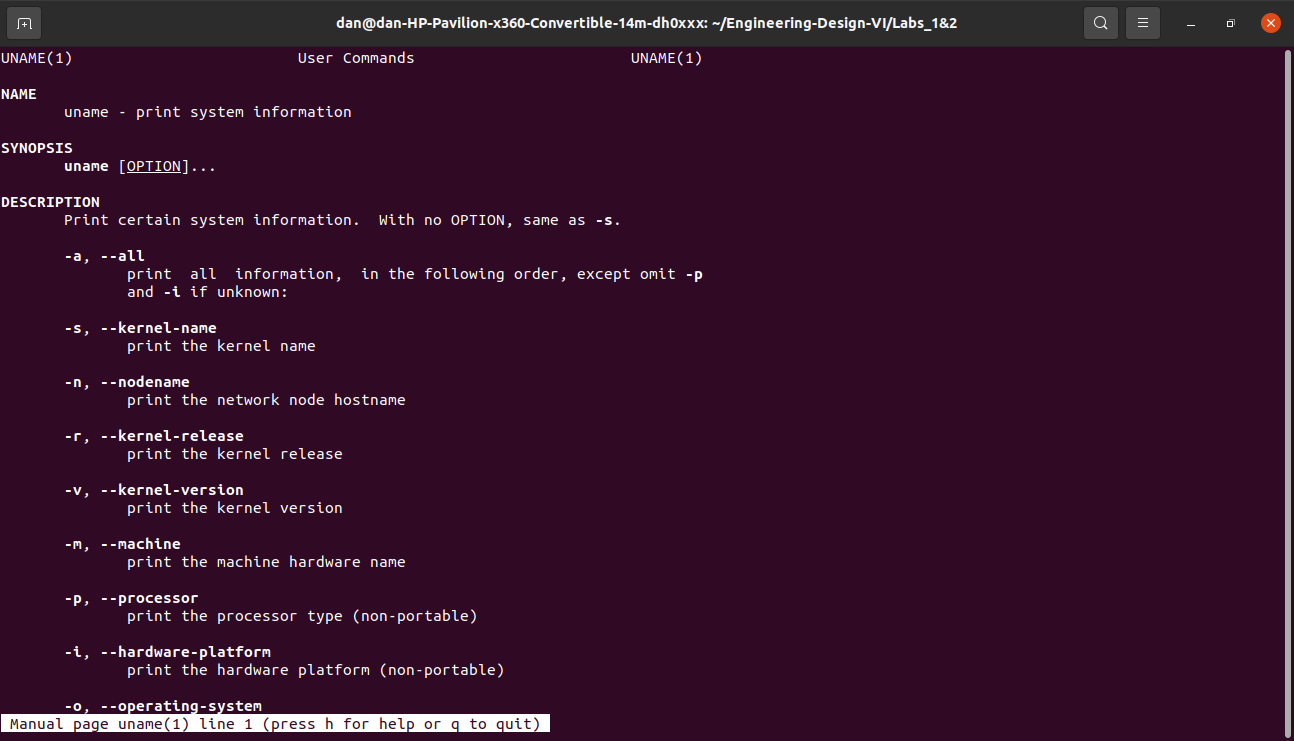 dan@dan-HP-Pavilion-x360-Convertible-14m-dh0xxx: ~/Engineering-Design-VI/Labs_1&2
UNAME(1) User Commands UNAME(1)
NAME
uname - print system information
SYNOPSIS
uname [OPTION]...
DESCRIPTION
Print certain system information.  With no OPTION, same as -s.
-a, --all
print  all  information,  in the following order, except omit -p
and -i if unknown:
-s, --kernel-name
print the kernel name
-n, --nodename
print the network node hostname
-r, --kernel-release
print the kernel release
-v, --kernel-version
print the kernel version
-m, --machine
print the machine hardware name
-p, --processor
print the processor type (non-portable)
-i, --hardware-platform
print the hardware platform (non-portable)
-o, --operating-system
Manual page uname(1) line 1 (press h for help or q to quit)